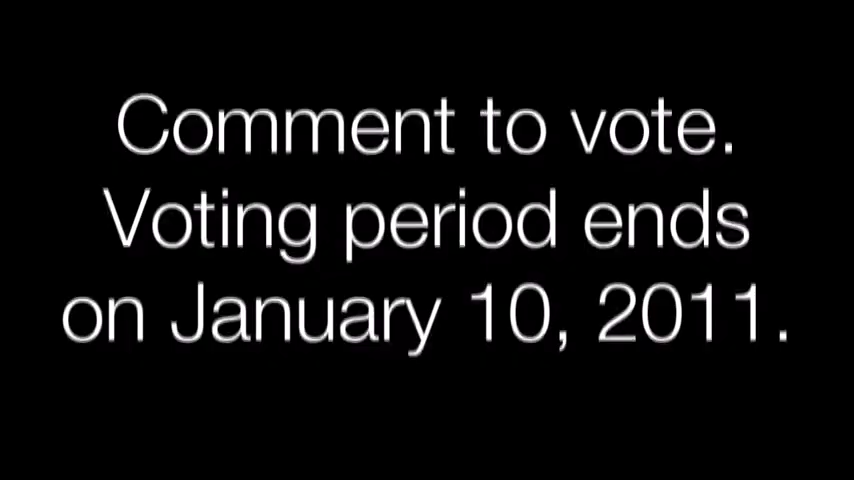 Comment to vote.
Voting period ends
on January 10, 2011.